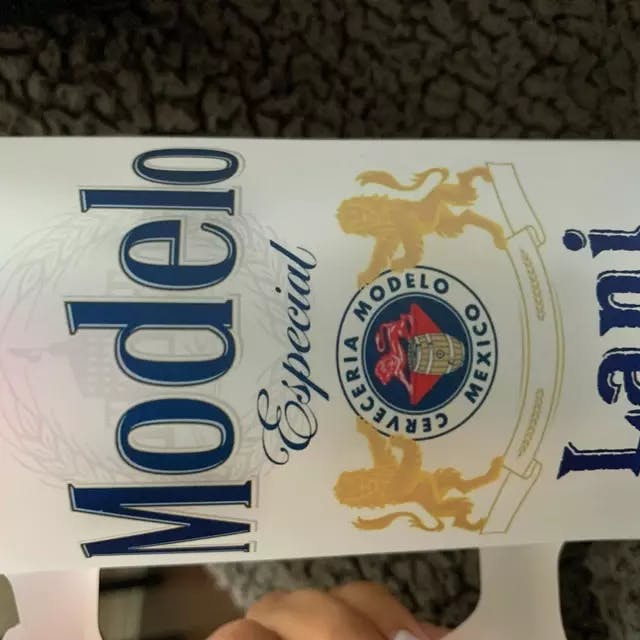 Modelo
Especial
CERVECERIA MODELO MEXICO
Lani